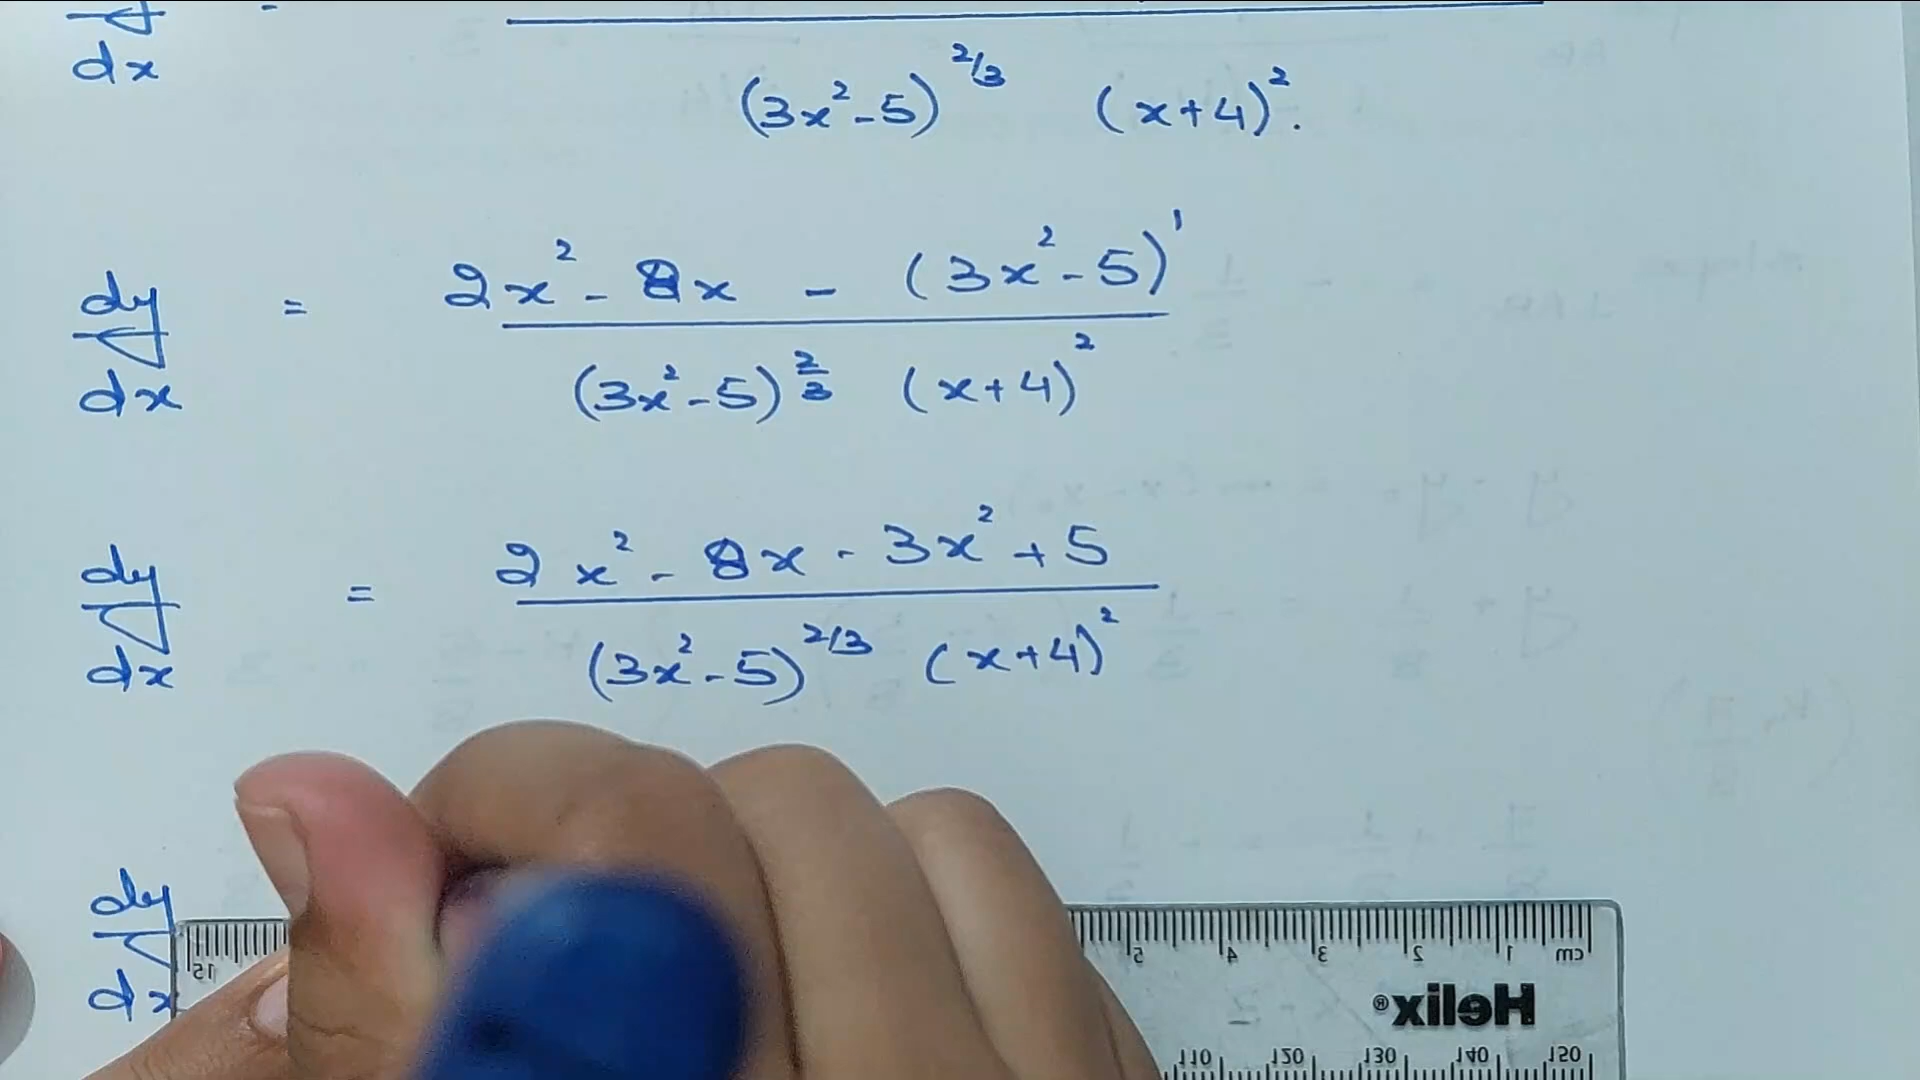 dy/dx = / (3x²-5)^2/3 (x+4)².
dy/dx = 2x² - 8x - (3x²-5)^1 / (3x²-5)^2/3 (x+4)²
dy/dx = 2x² - 8x - 3x² + 5 / (3x²-5)^2/3 (x+4)²
dy/dx
15 5 4 3 2 1 cm
Helix®
110 120 130 140 150